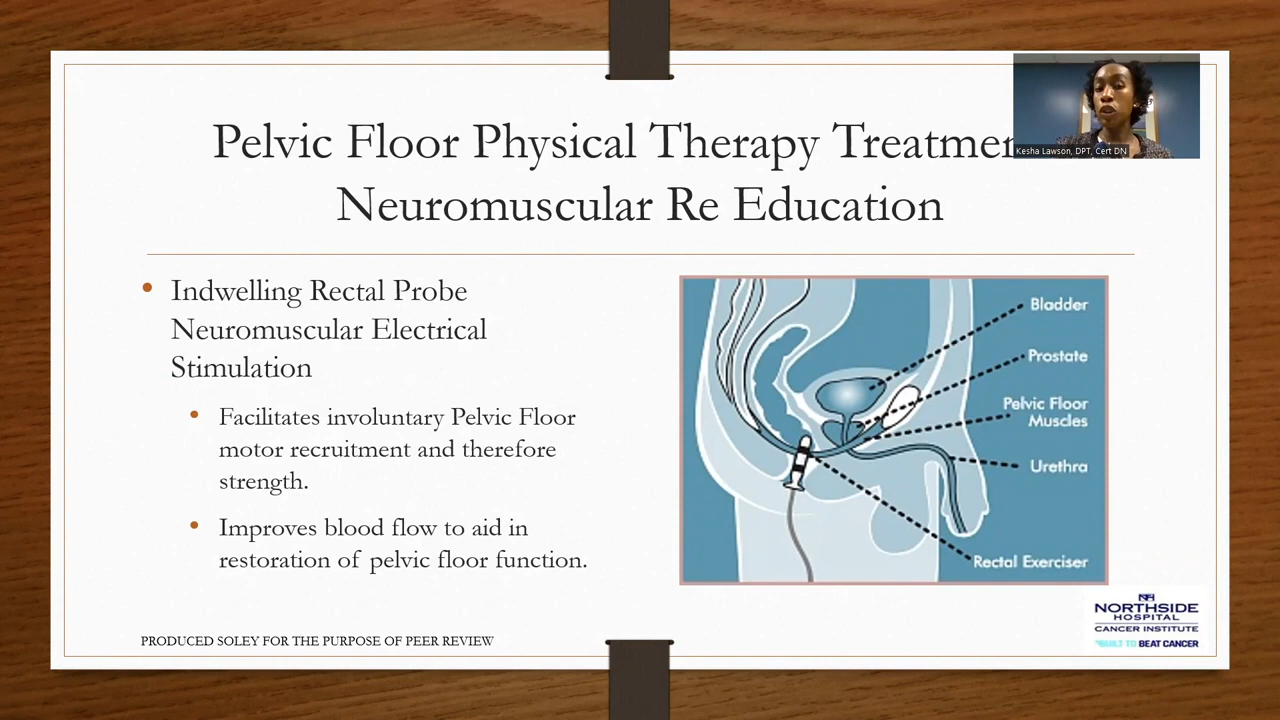 Pelvic Floor Physical Therapy Treatmen
Neuromuscular Re Education
Kesha Lawson, DPT, Cert DN
• Indwelling Rectal Probe
Neuromuscular Electrical
Stimulation
• Facilitates involuntary Pelvic Floor
motor recruitment and therefore
strength.
• Improves blood flow to aid in
restoration of pelvic floor function.
Bladder
Prostate
Pelvic Floor
Muscles
Urethra
Rectal Exerciser
NORTHSIDE
HOSPITAL
CANCER INSTITUTE
BUILT TO BEAT CANCER
PRODUCED SOLEY FOR THE PURPOSE OF PEER REVIEW